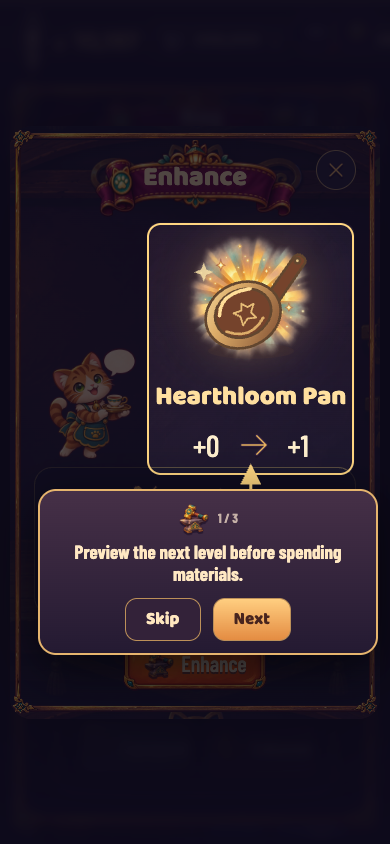 Enhance
Hearthloom Pan
+0 → +1
1/3
Preview the next level before spending
materials.
Skip
Next
Enhance